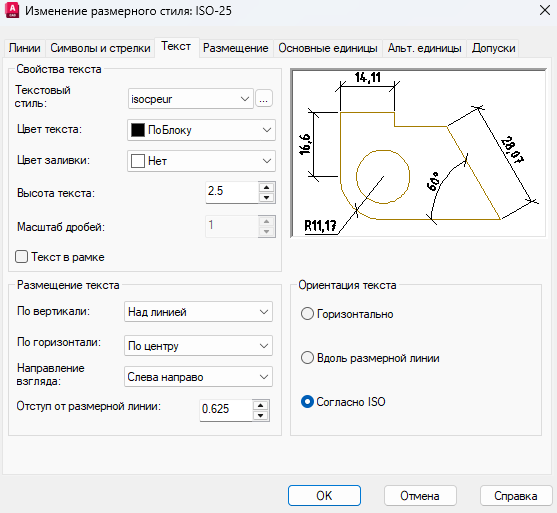 Изменение размерного стиля: ISO-25
Линии Символы и стрелки Текст Размещение Основные единицы Альт. единицы Допуски
Свойства текста
Текстовый стиль: isocpeur ...
Цвет текста: ПоБлоку
Цвет заливки: Нет
Высота текста: 2.5
Масштаб дробей: 1
Текст в рамке
14,11
16,6
28,07
60°
R11,17
Размещение текста
По вертикали: Над линией
По горизонтали: По центру
Направление взгляда: Слева направо
Отступ от размерной линии: 0.625
Ориентация текста
Горизонтально
Вдоль размерной линии
Согласно ISO
OK Отмена Справка